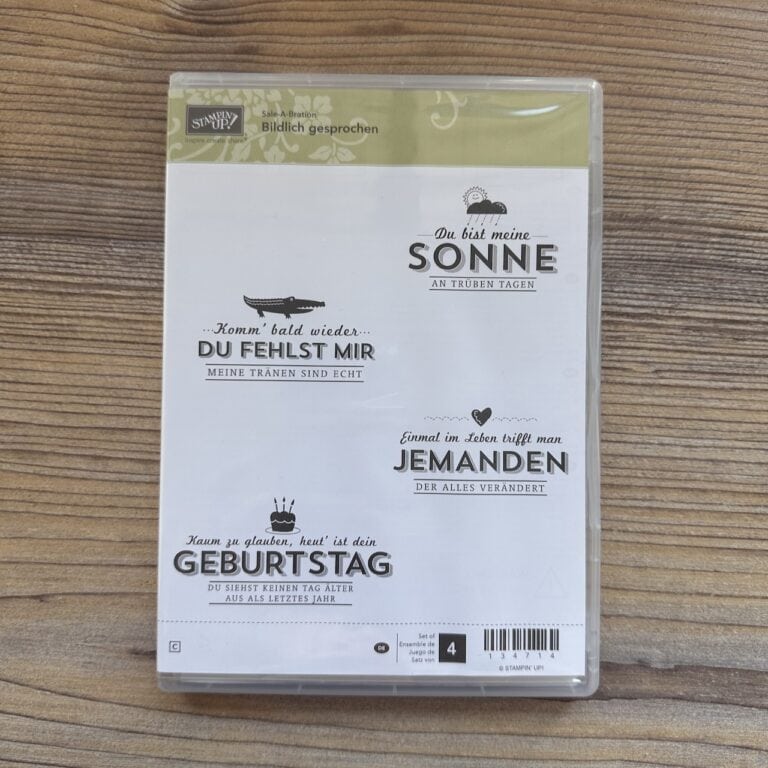 STAMPIN' UP!
inspire. create. share.
Sale-A-Bration
Bildlich gesprochen
Du bist meine
SONNE
AN TRÜBEN TAGEN
Komm' bald wieder
DU FEHLST MIR
MEINE TRÄNEN SIND ECHT
Einmal im Leben trifft man
JEMANDEN
DER ALLES VERÄNDERT
Kaum zu glauben, heut' ist dein
GEBURTSTAG
DU SIEHST KEINEN TAG ÄLTER
AUS ALS LETZTES JAHR
C
DE
Set of
Ensemble de
Juego de
Satz von
4
134714
© STAMPIN' UP!